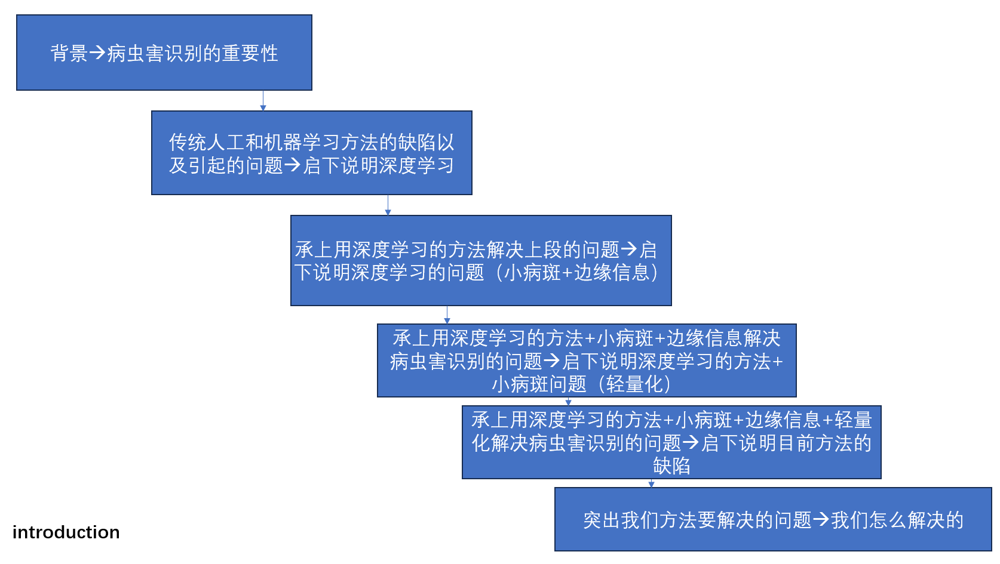 背景→病虫害识别的重要性
传统人工和机器学习方法的缺陷以
及引起的问题→启下说明深度学习
承上用深度学习的方法解决上段的问题→启
下说明深度学习的问题（小病斑+边缘信息）
承上用深度学习的方法+小病斑+边缘信息解决
病虫害识别的问题→启下说明深度学习的方法+
小病斑问题（轻量化）
承上用深度学习的方法+小病斑+边缘信息+轻量
化解决病虫害识别的问题→启下说明目前方法的
缺陷
突出我们方法要解决的问题→我们怎么解决的
introduction